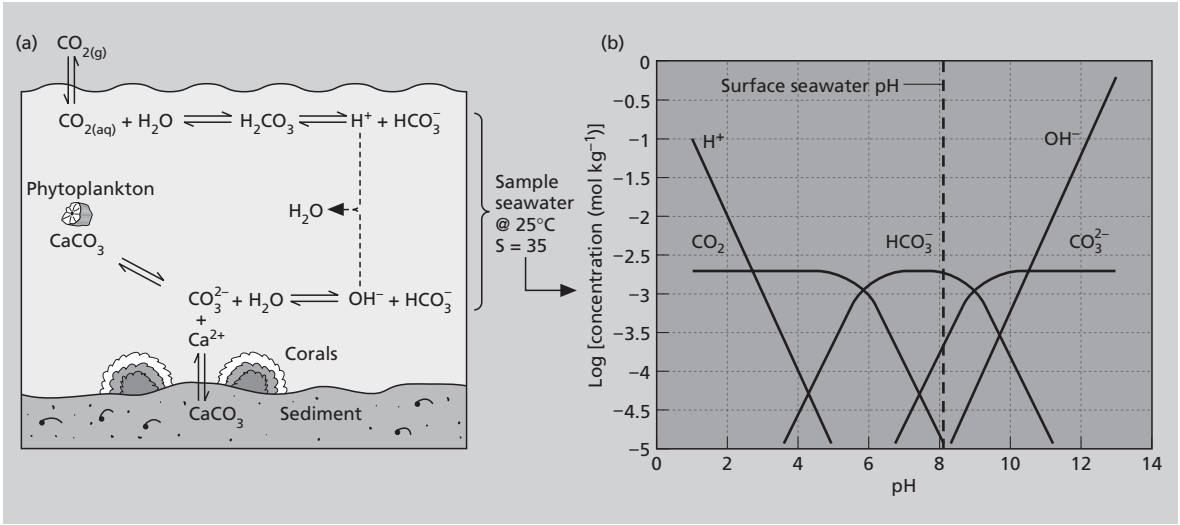 (a)
CO₂(g)
CO₂(aq) + H₂O ⇌ H₂CO₃ ⇌ H⁺ + HCO₃⁻
Phytoplankton
CaCO₃
H₂O
CO₃²⁻ + H₂O ⇌ OH⁻ + HCO₃⁻
+
Ca²⁺
Corals
CaCO₃
Sediment
Sample
seawater
@ 25°C
S = 35
(b)
Surface seawater pH
H⁺
OH⁻
CO₂
HCO₃⁻
CO₃²⁻
Log [concentration (mol kg⁻¹)]
0
−0.5
−1
−1.5
−2
−2.5
−3
−3.5
−4
−4.5
−5
0 2 4 6 8 10 12 14
pH